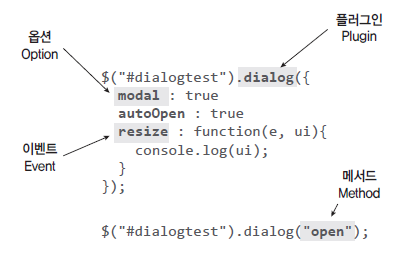 플러그인
Plugin
옵션
Option
$("#dialogtest").dialog({
modal : true
autoOpen : true
resize : function(e, ui){
console.log(ui);
}
});
이벤트
Event
메서드
Method
$("#dialogtest").dialog("open");